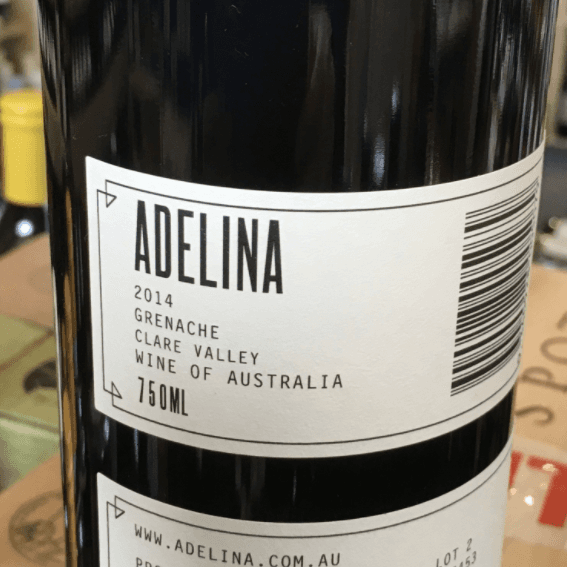 ADELINA
2014
GRENACHE
CLARE VALLEY
WINE OF AUSTRALIA
750ML
WWW.ADELINA.COM.AU
LOT 2